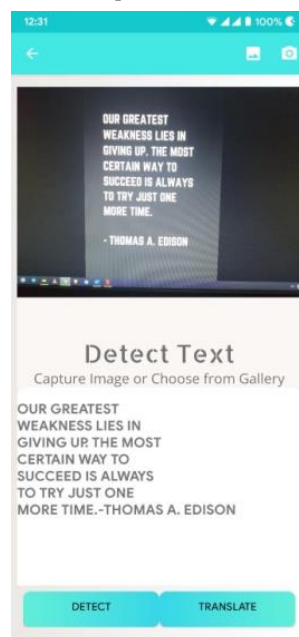 12:31
100%
OUR GREATEST
WEAKNESS LIES IN
GIVING UP. THE MOST
CERTAIN WAY TO
SUCCEED IS ALWAYS
TO TRY JUST ONE
MORE TIME.
- THOMAS A. EDISON
Detect Text
Capture Image or Choose from Gallery
OUR GREATEST
WEAKNESS LIES IN
GIVING UP. THE MOST
CERTAIN WAY TO
SUCCEED IS ALWAYS
TO TRY JUST ONE
MORE TIME.-THOMAS A. EDISON
DETECT
TRANSLATE